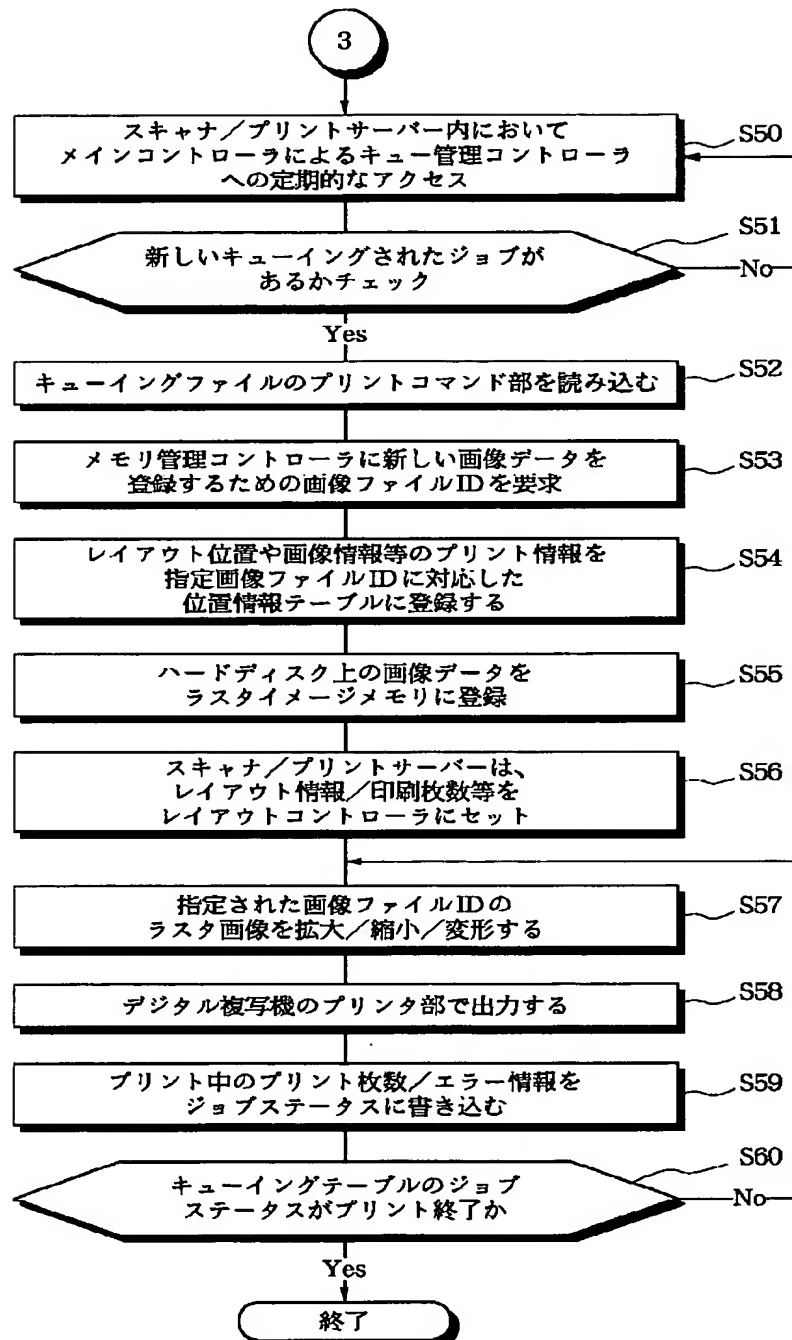 3
スキャナ／プリントサーバー内において
メインコントローラによるキュー管理コントローラ
への定期的なアクセス
S50
新しいキューイングされたジョブが
あるかチェック
S51
No
Yes
キューイングファイルのプリントコマンド部を読み込む
S52
メモリ管理コントローラに新しい画像データを
登録するための画像ファイルIDを要求
S53
レイアウト位置や画像情報等のプリント情報を
指定画像ファイルIDに対応した
位置情報テーブルに登録する
S54
ハードディスク上の画像データを
ラスタイメージメモリに登録
S55
スキャナ／プリントサーバーは、
レイアウト情報／印刷枚数等を
レイアウトコントローラにセット
S56
指定された画像ファイルIDの
ラスタ画像を拡大／縮小／変形する
S57
デジタル複写機のプリンタ部で出力する
S58
プリント中のプリント枚数／エラー情報を
ジョブステータスに書き込む
S59
キューイングテーブルのジョブ
ステータスがプリント終了か
S60
No
Yes
終了